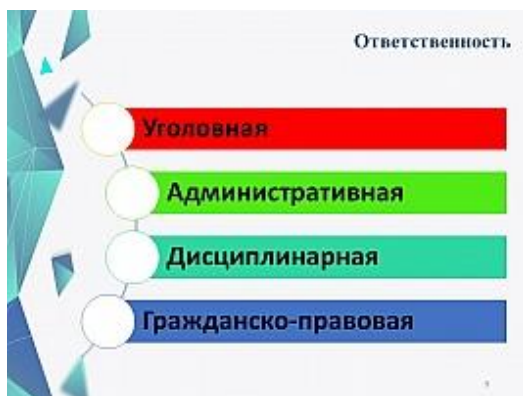 Ответственность
Уголовная
Административная
Дисциплинарная
Гражданско-правовая